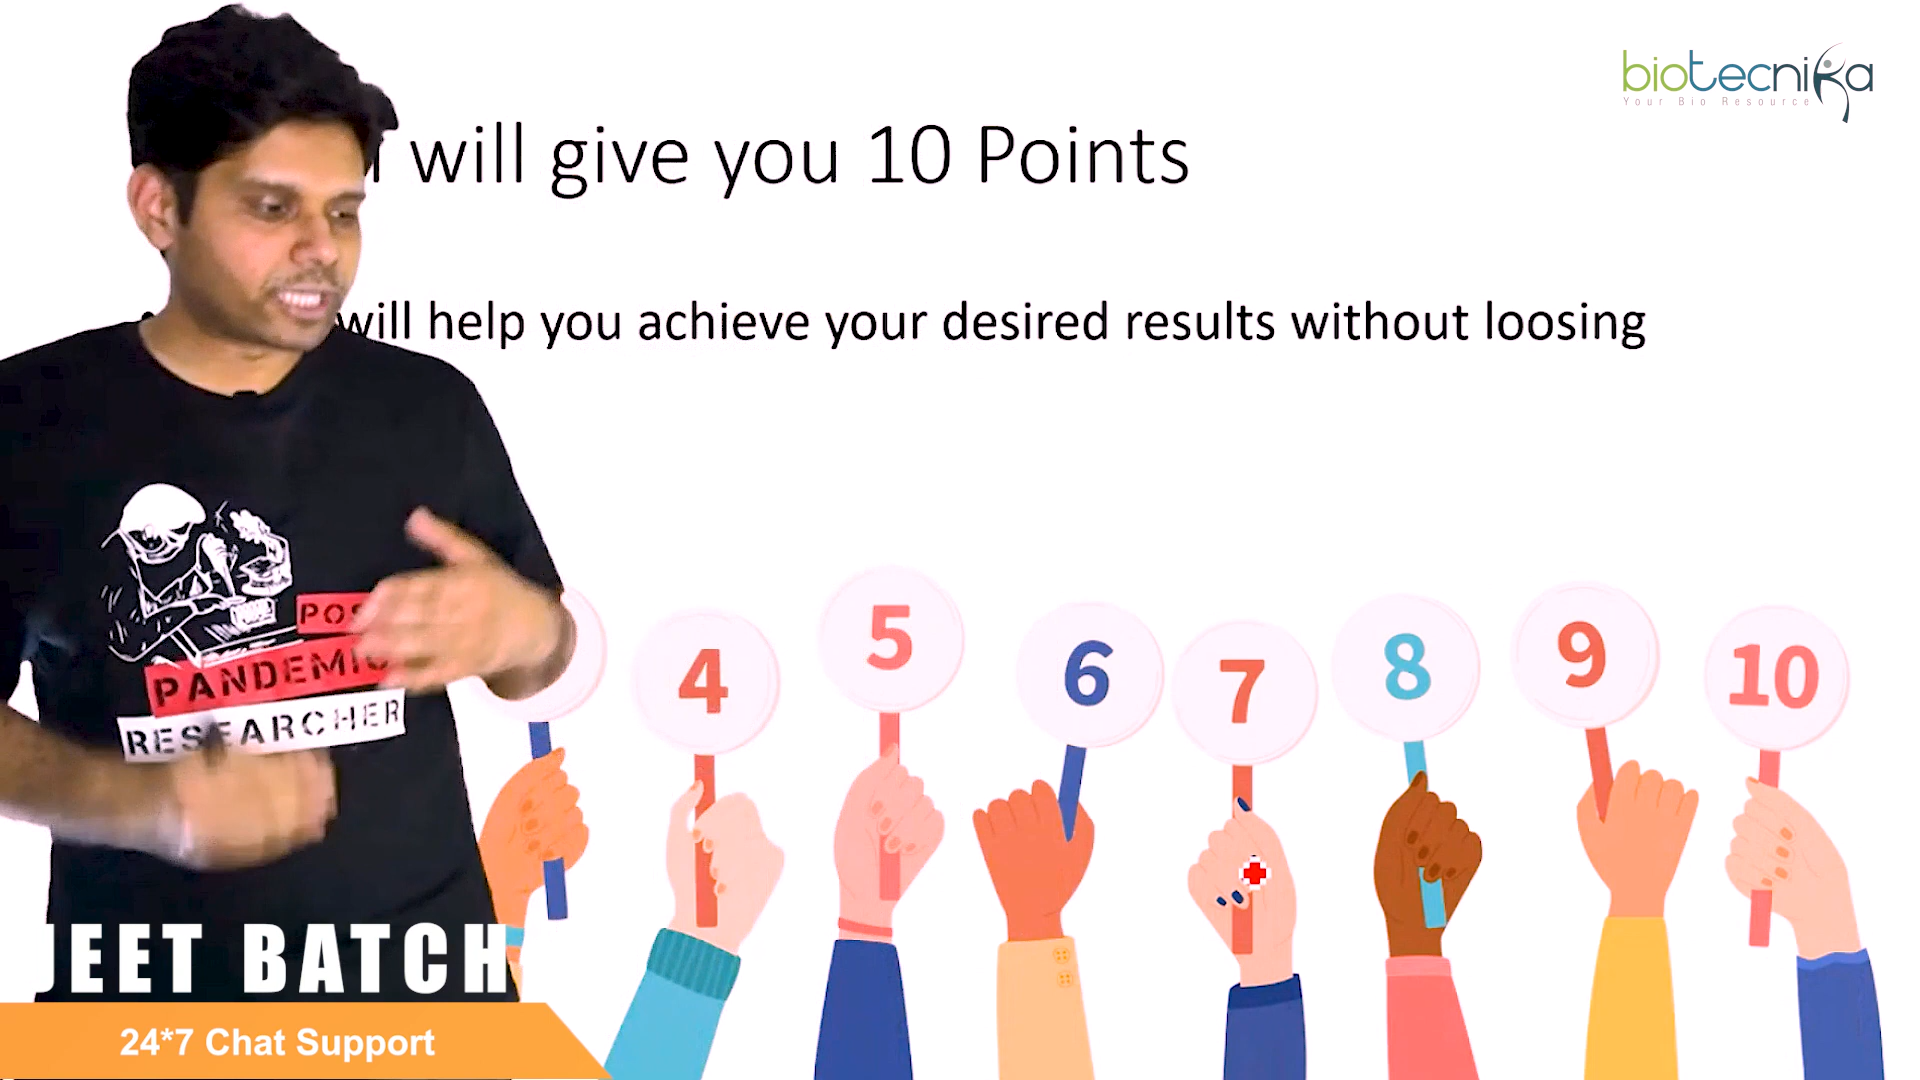 biotecnika
Your Bio Resource
will give you 10 Points
will help you achieve your desired results without loosing
4
5
6
7
8
9
10
PANDEMIC
RESEARCHER
JEET BATCH
24*7 Chat Support